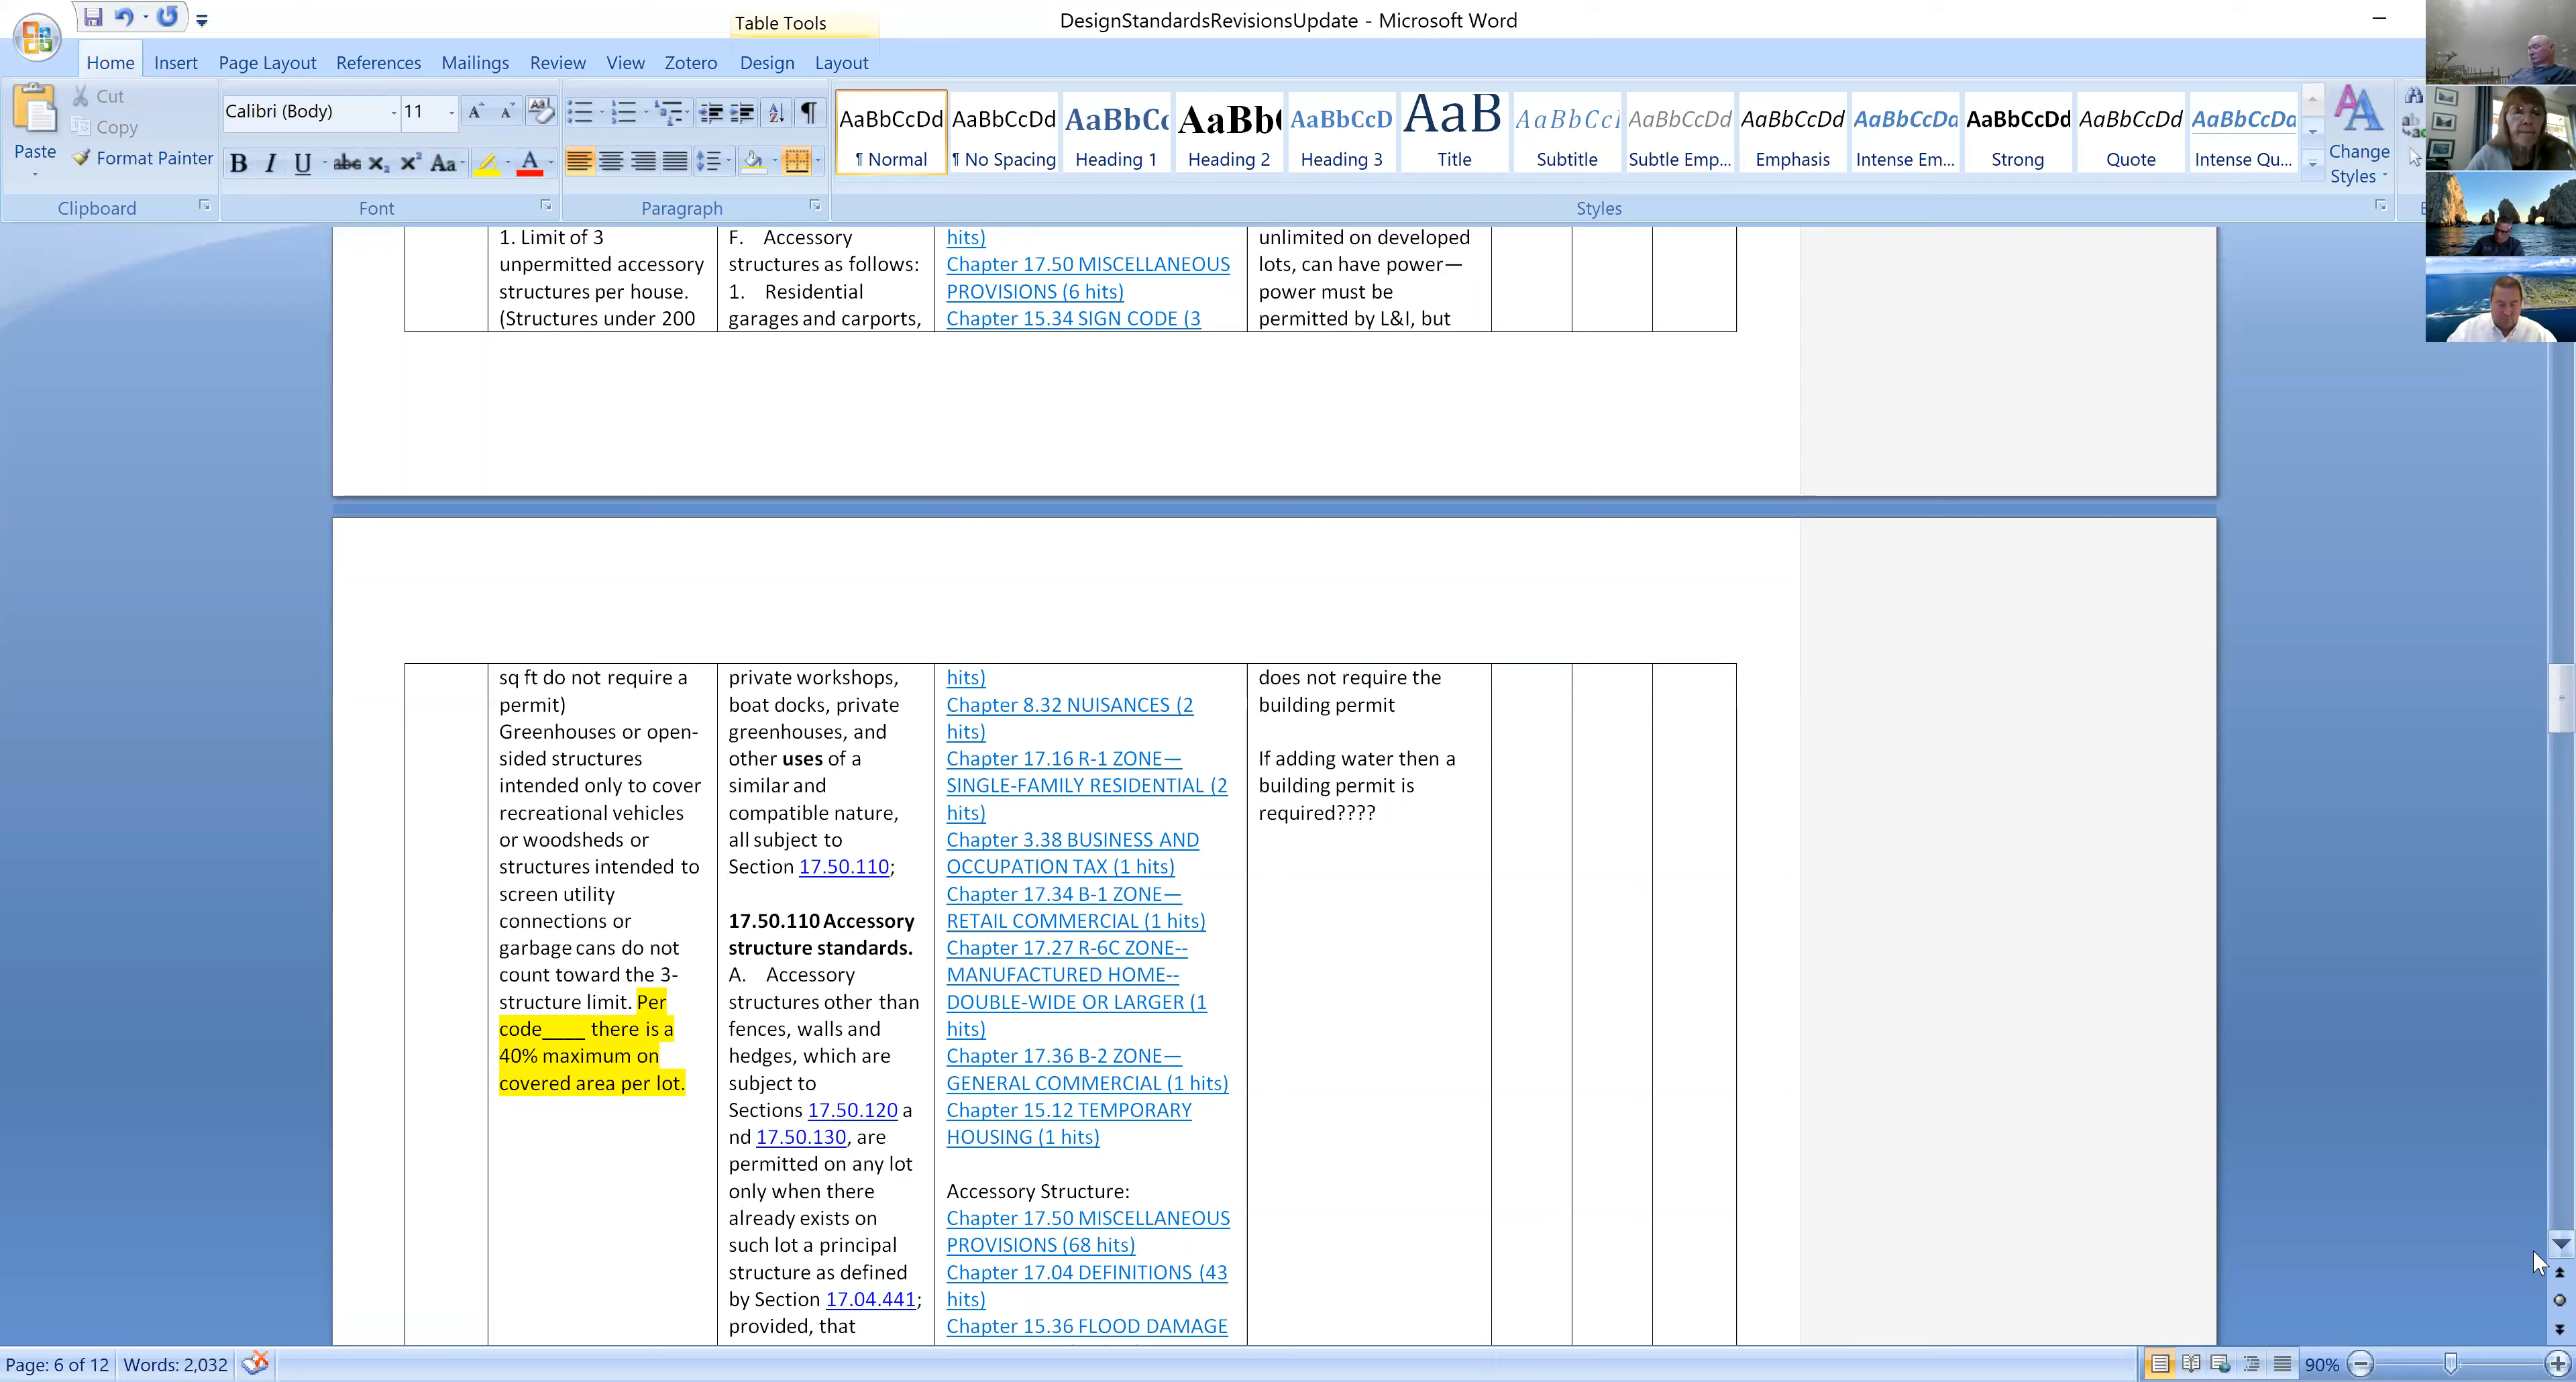 Table Tools
DesignStandardsRevisionsUpdate - Microsoft Word
Home
Insert
Page Layout
References
Mailings
Review
View
Zotero
Design
Layout
Paste
Cut
Copy
Format Painter
Clipboard
Calibri (Body)
11
B I U abc X₂ X² Aa A
Font
Paragraph
AaBbCcDd
¶ Normal
AaBbCcDd
¶ No Spacing
AaBbCc
Heading 1
AaBb
Heading 2
AaBbCcD
Heading 3
AaB
Title
AaBbCc
Subtitle
AaBbCcDd
Subtle Emp...
AaBbCcDd
Emphasis
AaBbCcDd
Intense Em...
AaBbCcDd
Strong
AaBbCcDd
Quote
AaBbCcDd
Intense Qu...
Change
Styles
Styles
1. Limit of 3
unpermitted accessory
structures per house.
(Structures under 200
F. Accessory
structures as follows:
1. Residential
garages and carports,
hits)
Chapter 17.50 MISCELLANEOUS
PROVISIONS (6 hits)
Chapter 15.34 SIGN CODE (3
unlimited on developed
lots, can have power—
power must be
permitted by L&I, but
sq ft do not require a
permit)
Greenhouses or open-
sided structures
intended only to cover
recreational vehicles
or woodsheds or
structures intended to
screen utility
connections or
garbage cans do not
count toward the 3-
structure limit. Per
code____ there is a
40% maximum on
covered area per lot.
private workshops,
boat docks, private
greenhouses, and
other uses of a
similar and
compatible nature,
all subject to
Section 17.50.110;
17.50.110 Accessory
structure standards.
A. Accessory
structures other than
fences, walls and
hedges, which are
subject to
Sections 17.50.120 a
nd 17.50.130, are
permitted on any lot
only when there
already exists on
such lot a principal
structure as defined
by Section 17.04.441;
provided, that
hits)
Chapter 8.32 NUISANCES (2
hits)
Chapter 17.16 R-1 ZONE—
SINGLE-FAMILY RESIDENTIAL (2
hits)
Chapter 3.38 BUSINESS AND
OCCUPATION TAX (1 hits)
Chapter 17.34 B-1 ZONE—
RETAIL COMMERCIAL (1 hits)
Chapter 17.27 R-6C ZONE--
MANUFACTURED HOME--
DOUBLE-WIDE OR LARGER (1
hits)
Chapter 17.36 B-2 ZONE—
GENERAL COMMERCIAL (1 hits)
Chapter 15.12 TEMPORARY
HOUSING (1 hits)
Accessory Structure:
Chapter 17.50 MISCELLANEOUS
PROVISIONS (68 hits)
Chapter 17.04 DEFINITIONS (43
hits)
Chapter 15.36 FLOOD DAMAGE
does not require the
building permit
If adding water then a
building permit is
required????
Page: 6 of 12
Words: 2,032
90%